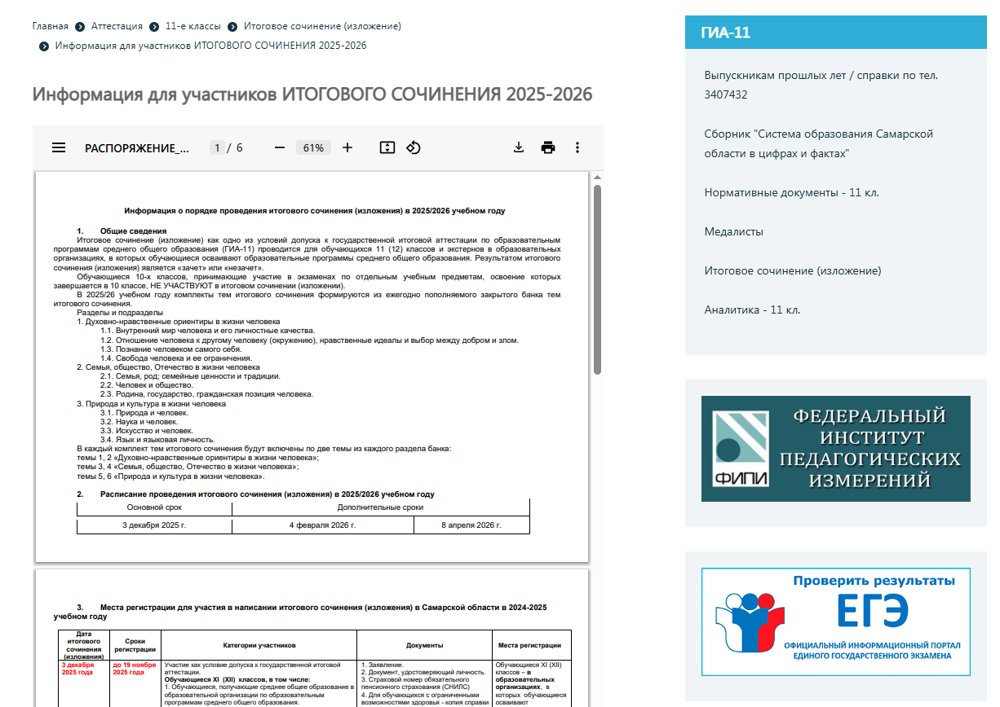 Главная Аттестация 11-е классы Итоговое сочинение (изложение)
Информация для участников ИТОГОВОГО СОЧИНЕНИЯ 2025-2026
Информация для участников ИТОГОВОГО СОЧИНЕНИЯ 2025-2026
РАСПОРЯЖЕНИЕ_... 1 / 6 61%
Информация о порядке проведения итогового сочинения (изложения) в 2025/2026 учебном году
1. Общие сведения
Итоговое сочинение (изложение) как одно из условий допуска к государственной итоговой аттестации по образовательным
программам среднего общего образования (ГИА-11) проводится для обучающихся 11 (12) классов и экстернов в образовательных
организациях, в которых обучающиеся осваивают образовательные программы среднего общего образования. Результатом итогового
сочинения (изложения) является «зачет» или «незачет».
Обучающиеся 10-х классов, принимающие участие в экзаменах по отдельным учебным предметам, освоение которых
завершается в 10 классе, НЕ УЧАСТВУЮТ в итоговом сочинении (изложении).
В 2025/26 учебном году комплекты тем итогового сочинения формируются из ежегодно пополняемого закрытого банка тем
итогового сочинения.
Разделы и подразделы
1. Духовно-нравственные ориентиры в жизни человека
1.1. Внутренний мир человека и его личностные качества.
1.2. Отношение человека к другому человеку (окружению), нравственные идеалы и выбор между добром и злом.
1.3. Познание человеком самого себя.
1.4. Свобода человека и ее ограничения.
2. Семья, общество, Отечество в жизни человека
2.1. Семья, род; семейные ценности и традиции.
2.2. Человек и общество.
2.3. Родина, государство, гражданская позиция человека.
3. Природа и культура в жизни человека
3.1. Природа и человек.
3.2. Наука и человек.
3.3. Искусство и человек.
3.4. Язык и языковая личность.
В каждый комплект тем итогового сочинения будут включены по две темы из каждого раздела банка:
темы 1, 2 «Духовно-нравственные ориентиры в жизни человека»;
темы 3, 4 «Семья, общество, Отечество в жизни человека»;
темы 5, 6 «Природа и культура в жизни человека».
2. Расписание проведения итогового сочинения (изложения) в 2025/2026 учебном году
Основной срок Дополнительные сроки
3 декабря 2025 г. 4 февраля 2026 г. 8 апреля 2026 г.
3. Места регистрации для участия в написании итогового сочинения (изложения) в Самарской области в 2024-2025
учебном году
Дата
итогового
сочинения
(изложения)
Сроки
регистрации
Категории участников
Документы
Места регистрации
3 декабря
2025 года
до 19 ноября
2025 года
Участие как условие допуска к государственной итоговой
аттестации.
Обучающиеся XI (XII) классов, в том числе:
1. Обучающиеся, получающие среднее общее образование в
образовательной организации по образовательным
программам среднего общего образования.
1. Заявление.
2. Документ, удостоверяющий личность.
3. Страховой номер обязательного
пенсионного страхования (СНИЛС)
4. Для обучающихся с ограниченными
возможностями здоровья - копия справки
Обучающиеся XI (XII)
классов – в
образовательных
организациях, в
которых обучающиеся
осваивают
ГИА-11
Выпускникам прошлых лет / справки по тел.
3407432
Сборник "Система образования Самарской
области в цифрах и фактах"
Нормативные документы - 11 кл.
Медалисты
Итоговое сочинение (изложение)
Аналитика - 11 кл.
ФИПИ
ФЕДЕРАЛЬНЫЙ
ИНСТИТУТ
ПЕДАГОГИЧЕСКИХ
ИЗМЕРЕНИЙ
Проверить результаты
ЕГЭ
ОФИЦИАЛЬНЫЙ ИНФОРМАЦИОННЫЙ ПОРТАЛ
ЕДИНОГО ГОСУДАРСТВЕННОГО ЭКЗАМЕНА